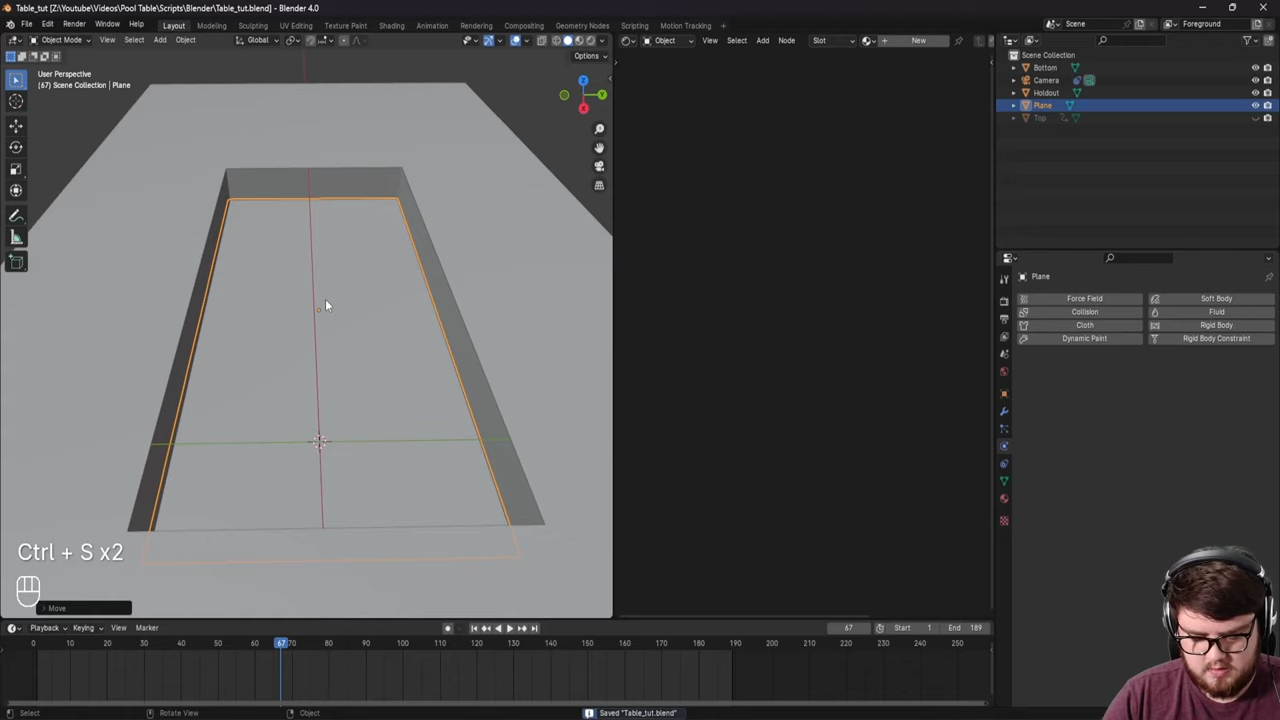 Table_tut [Z:\Youtube\Videos\Pool Table\Scripts\Blender\Table_tut.blend] - Blender 4.0
File Edit Render Window Help Layout Modeling Sculpting UV Editing Texture Paint Shading Animation Rendering Compositing Geometry Nodes Scripting Motion Tracking + Scene Foreground
Object Mode View Select Add Object Global Object View Select Add Node Slot New
Options
User Perspective
(67) Scene Collection | Plane
Z
Y
X
Scene Collection
Bottom
Camera
Holdout
Plane
Top
Plane
Force Field Soft Body
Collision Fluid
Cloth Rigid Body
Dynamic Paint Rigid Body Constraint
Ctrl + S x2
Move
Playback Keying View Marker 67 Start 1 End 189
0 10 20 30 40 50 60 67 70 80 90 100 110 120 130 140 150 160 170 180 190 200 210 220 230 240 250
Select Rotate View Object Saved "Table_tut.blend"